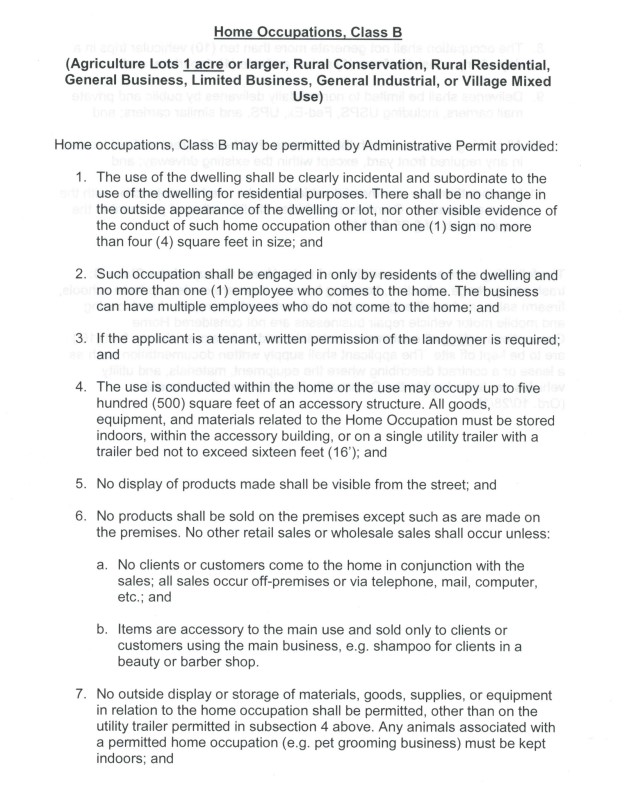 Home Occupations, Class B
(Agriculture Lots 1 acre or larger, Rural Conservation, Rural Residential,
General Business, Limited Business, General Industrial, or Village Mixed
Use)
Home occupations, Class B may be permitted by Administrative Permit provided:
1. The use of the dwelling shall be clearly incidental and subordinate to the
use of the dwelling for residential purposes. There shall be no change in
the outside appearance of the dwelling or lot, nor other visible evidence of
the conduct of such home occupation other than one (1) sign no more
than four (4) square feet in size; and
2. Such occupation shall be engaged in only by residents of the dwelling and
no more than one (1) employee who comes to the home. The business
can have multiple employees who do not come to the home; and
3. If the applicant is a tenant, written permission of the landowner is required;
and
4. The use is conducted within the home or the use may occupy up to five
hundred (500) square feet of an accessory structure. All goods,
equipment, and materials related to the Home Occupation must be stored
indoors, within the accessory building, or on a single utility trailer with a
trailer bed not to exceed sixteen feet (16'); and
5. No display of products made shall be visible from the street; and
6. No products shall be sold on the premises except such as are made on
the premises. No other retail sales or wholesale sales shall occur unless:
a. No clients or customers come to the home in conjunction with the
sales; all sales occur off-premises or via telephone, mail, computer,
etc.; and
b. Items are accessory to the main use and sold only to clients or
customers using the main business, e.g. shampoo for clients in a
beauty or barber shop.
7. No outside display or storage of materials, goods, supplies, or equipment
in relation to the home occupation shall be permitted, other than on the
utility trailer permitted in subsection 4 above. Any animals associated with
a permitted home occupation (e.g. pet grooming business) must be kept
indoors; and